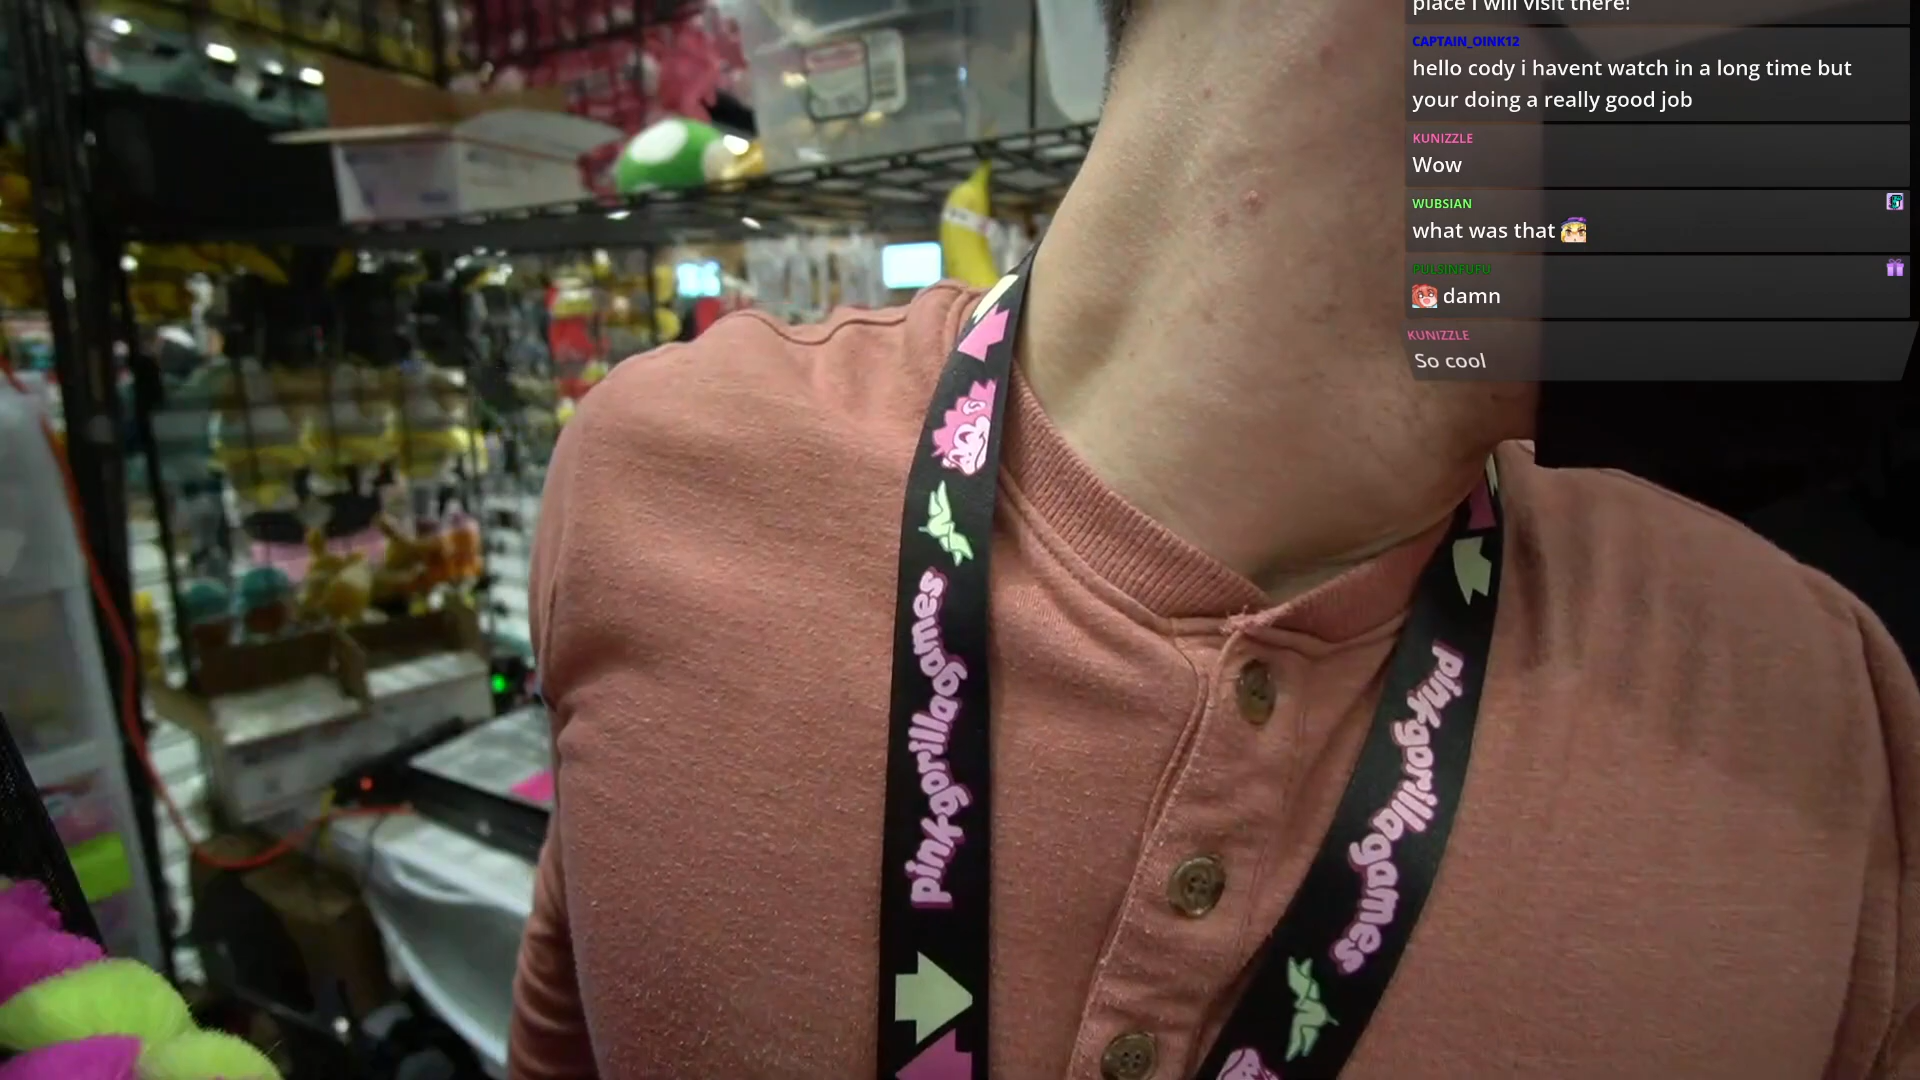 place I will visit there!
CAPTAIN_OINK12
hello cody i havent watch in a long time but
your doing a really good job
KUNIZZLE
Wow
WUBSIAN
what was that
PULSINFUFU
damn
KUNIZZLE
So cool
pinkgorillagames
pinkgorillagames